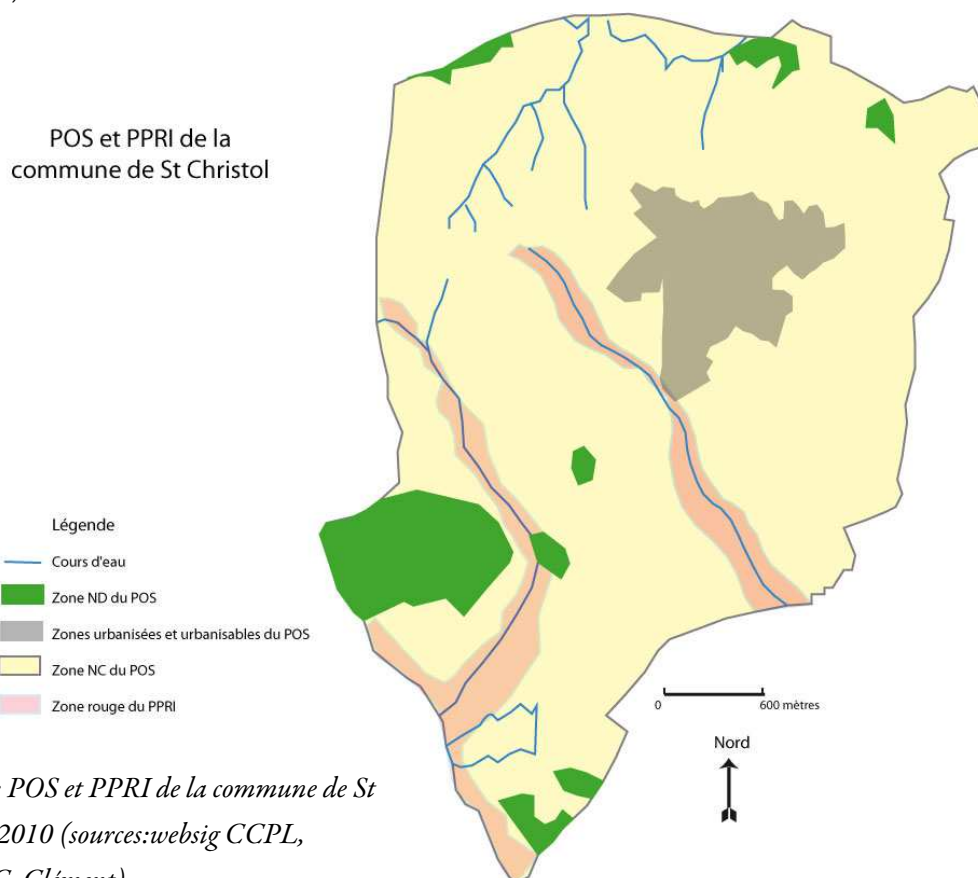 POS et PPRI de la
commune de St Christol
Légende
Cours d'eau
Zone ND du POS
Zones urbanisées et urbanisables du POS
Zone NC du POS
Zone rouge du PPRI
0 600 mètres
Nord
POS et PPRI de la commune de St
2010 (sources:websig CCPL,
C. Clément)